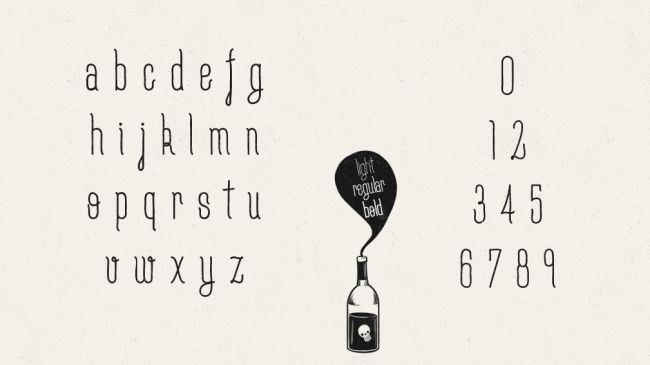 a b c d e f g
h i j k l m n
o p q r s t u
v w x y z
light
regular
bold
0
1 2
3 4 5
6 7 8 9